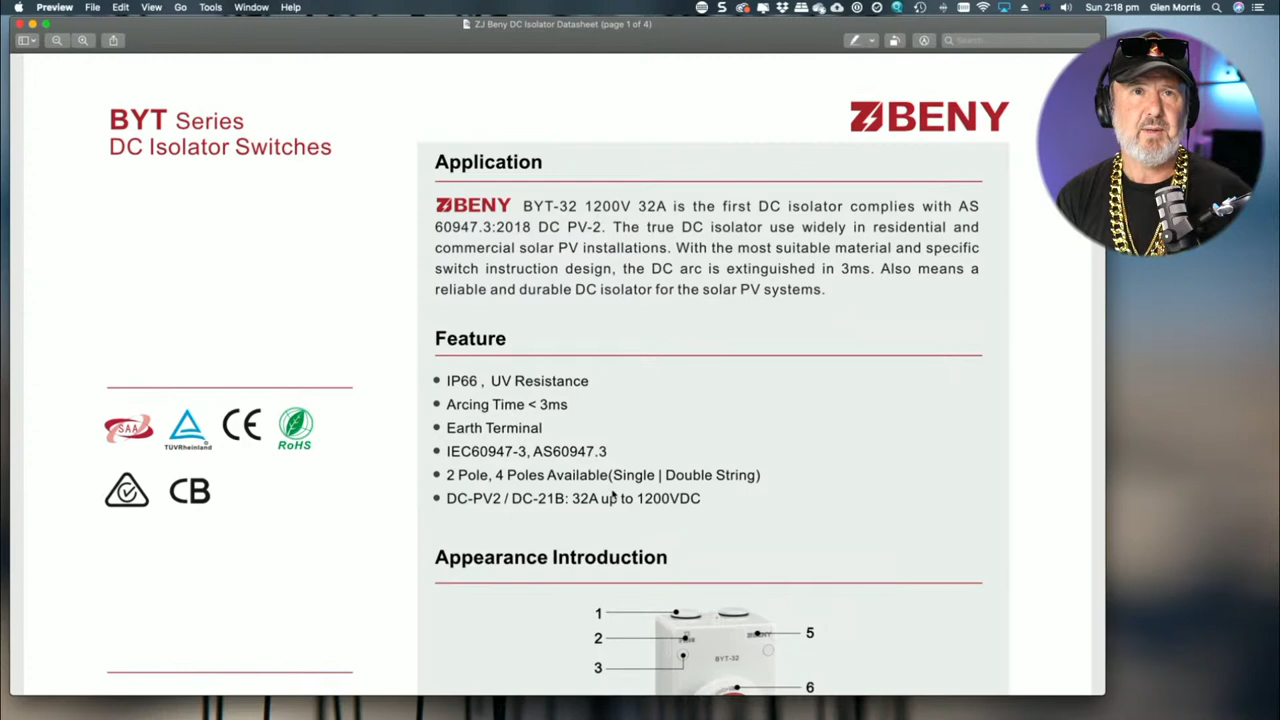 Preview File Edit View Go Tools Window Help
Sun 2:18 pm Glen Morris
ZJ Beny DC Isolator Datasheet (page 1 of 4)
Search
BYT Series
DC Isolator Switches
BENY
Application
BENY BYT-32 1200V 32A is the first DC isolator complies with AS
60947.3:2018 DC PV-2. The true DC isolator use widely in residential and
commercial solar PV installations. With the most suitable material and specific
switch instruction design, the DC arc is extinguished in 3ms. Also means a
reliable and durable DC isolator for the solar PV systems.
Feature
IP66 , UV Resistance
Arcing Time < 3ms
Earth Terminal
IEC60947-3, AS60947.3
2 Pole, 4 Poles Available(Single | Double String)
DC-PV2 / DC-21B: 32A up to 1200VDC
SAA
TÜVRheinland
CE
RoHS
CB
Appearance Introduction
1
2
3
5
6
BYT-32